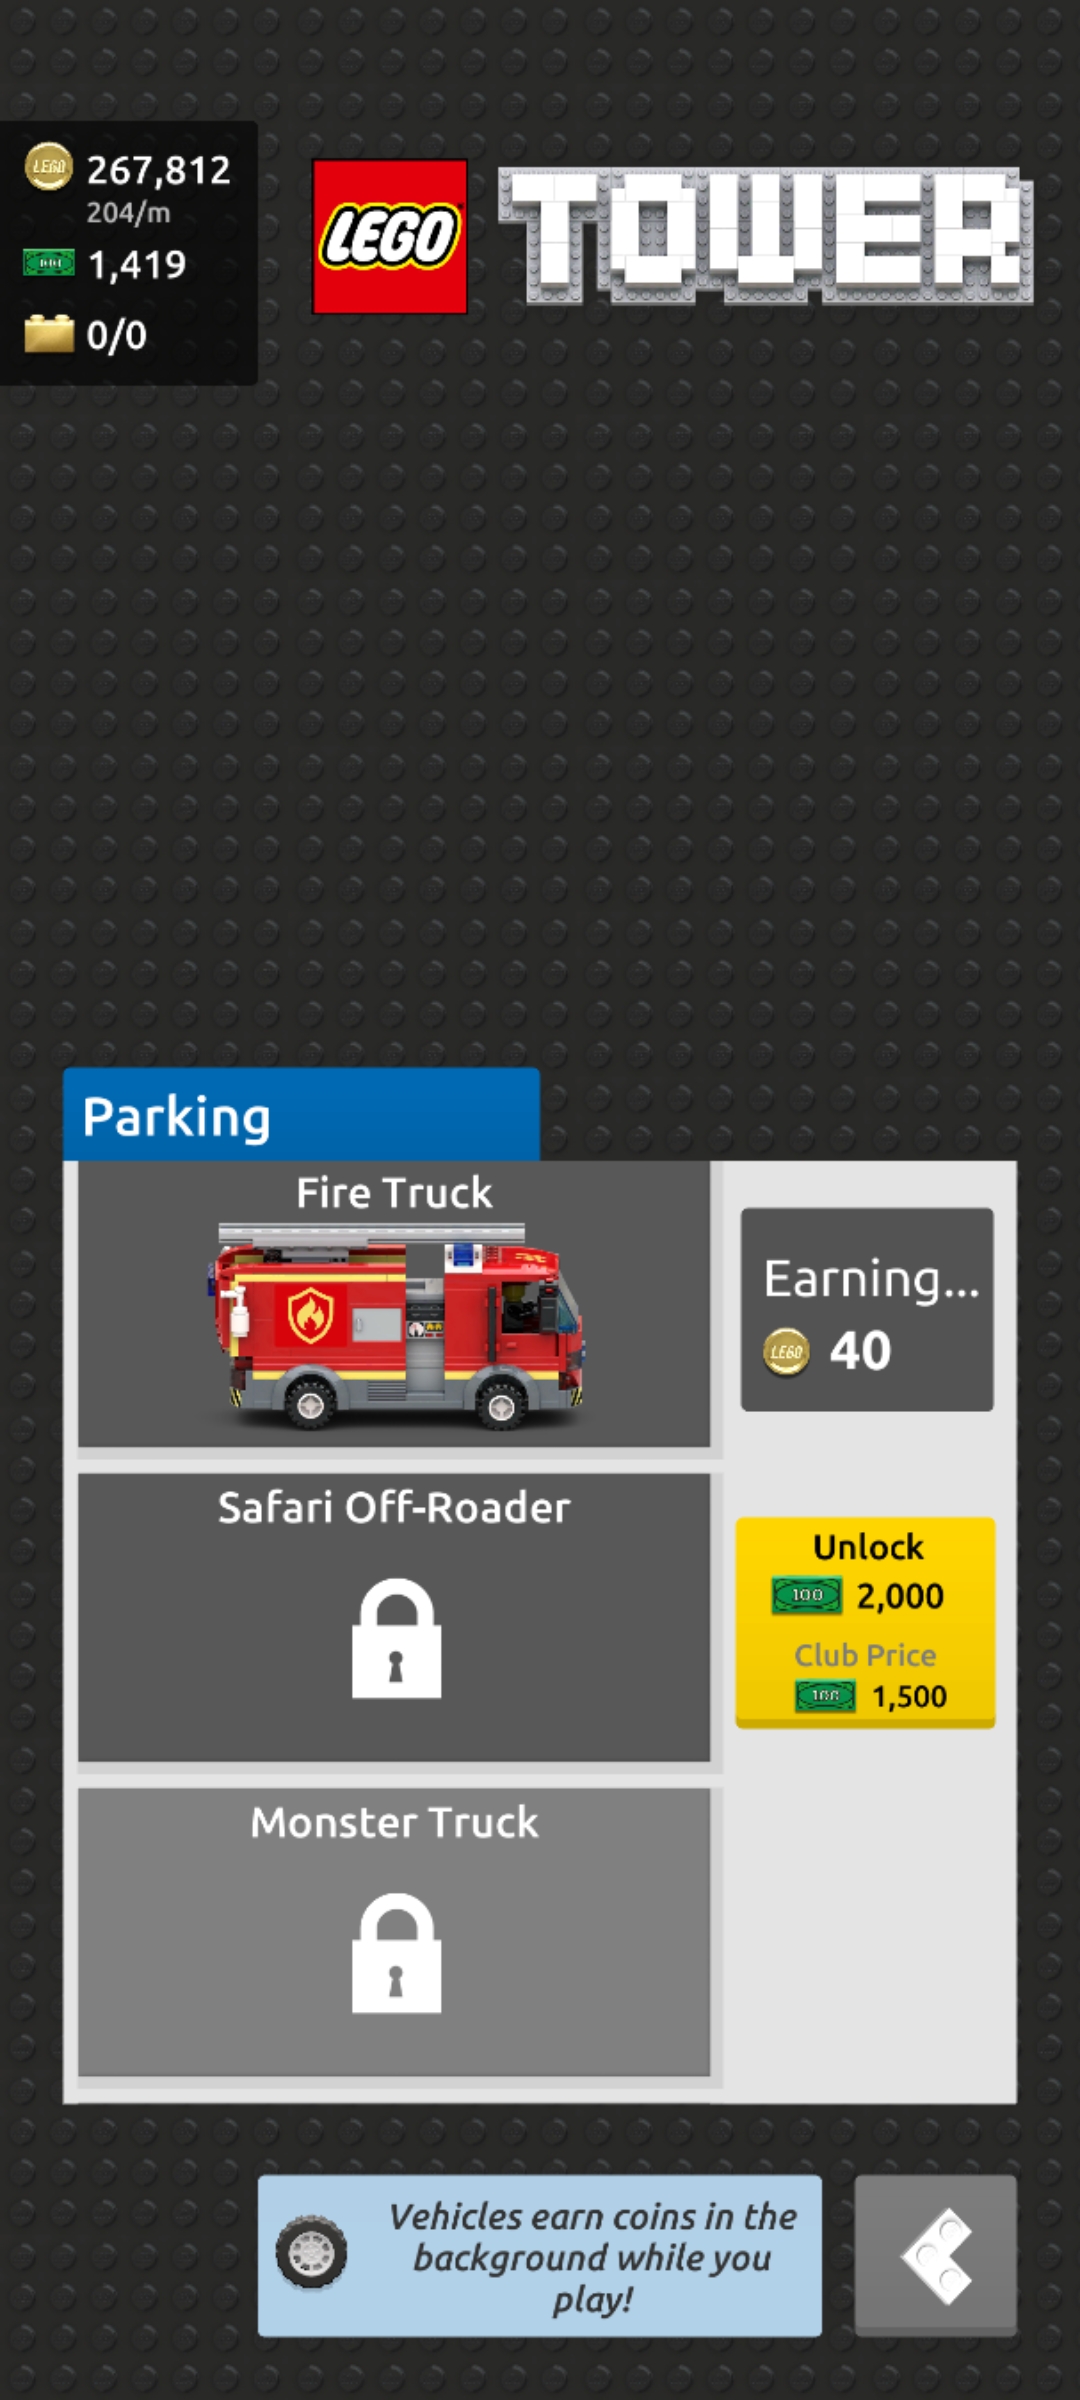 LEGO 267,812
204/m
1,419
0/0
LEGO TOWER
Parking
Fire Truck
Earning...
LEGO 40
Safari Off-Roader
Unlock
100 2,000
Club Price
100 1,500
Monster Truck
Vehicles earn coins in the
background while you
play!